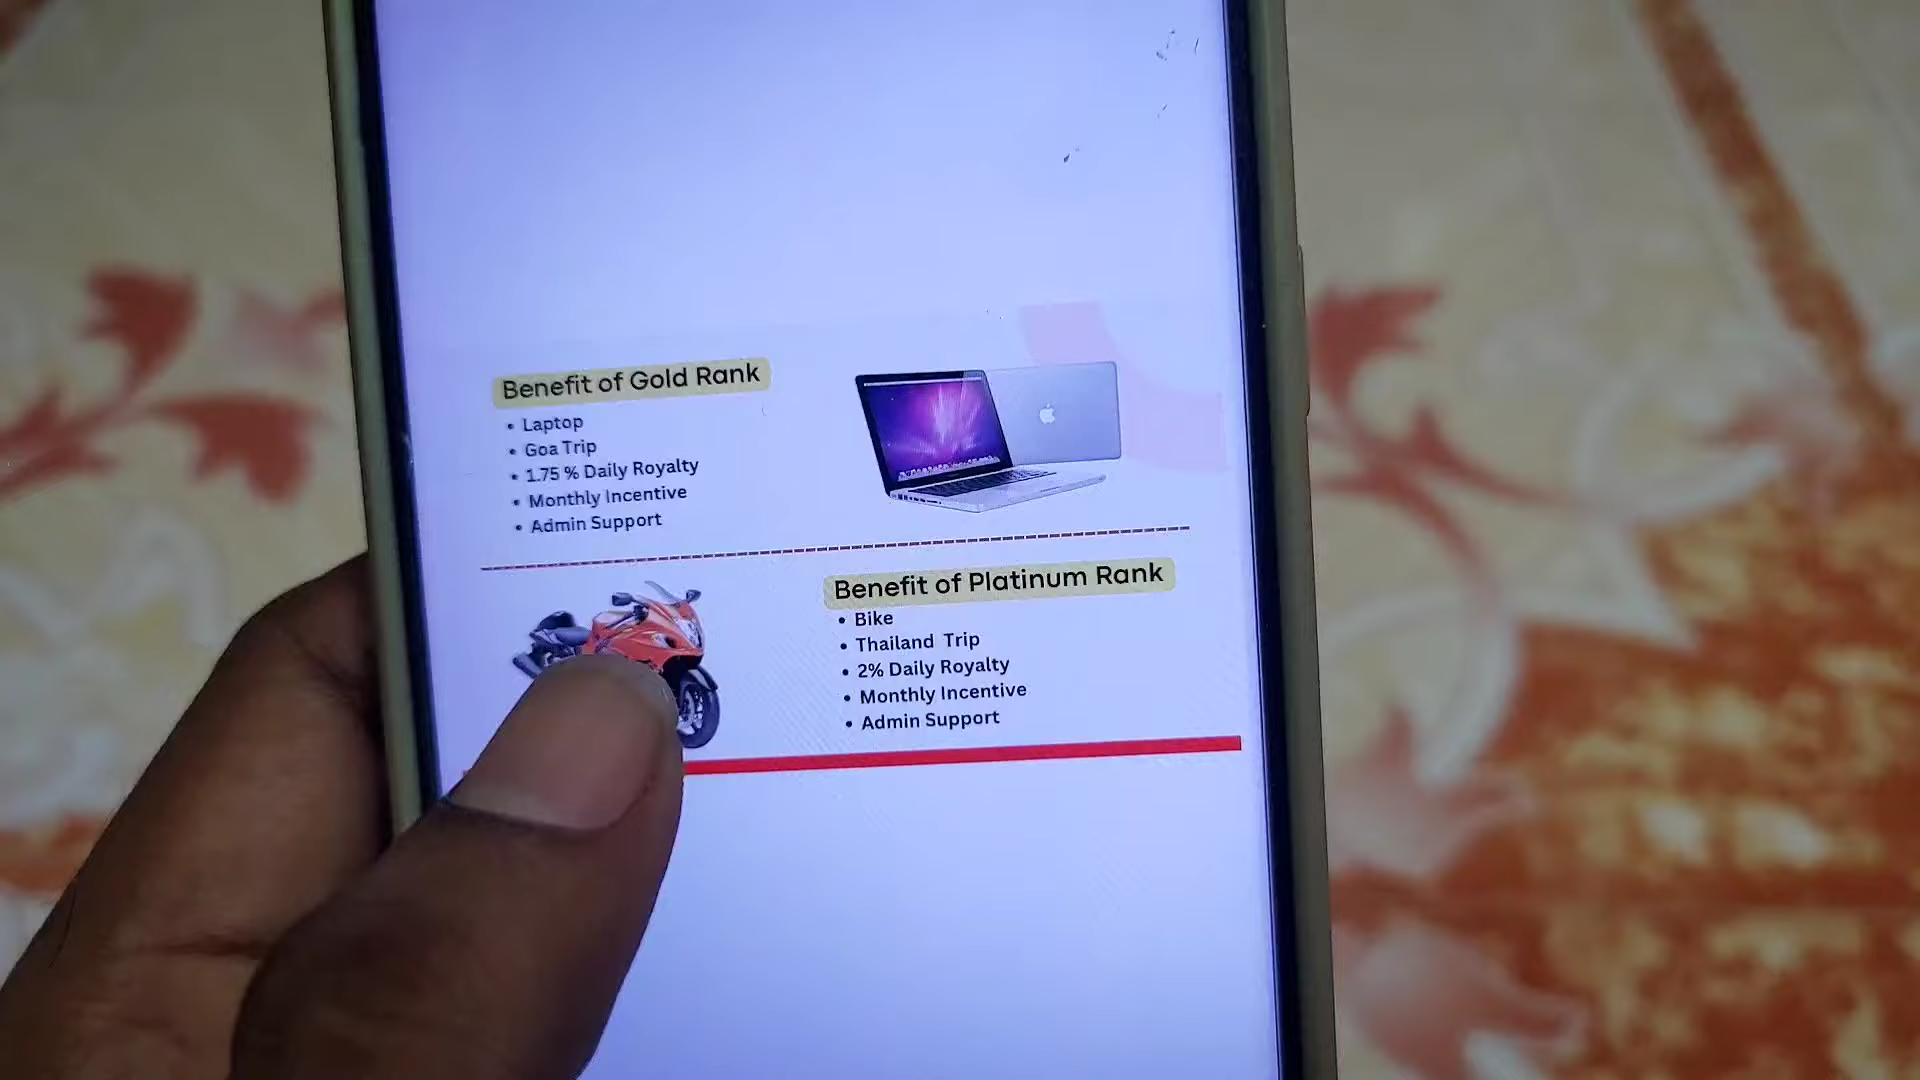 Benefit of Gold Rank
• Laptop
• Goa Trip
• 1.75 % Daily Royalty
• Monthly Incentive
• Admin Support
Benefit of Platinum Rank
• Bike
• Thailand Trip
• 2% Daily Royalty
• Monthly Incentive
• Admin Support